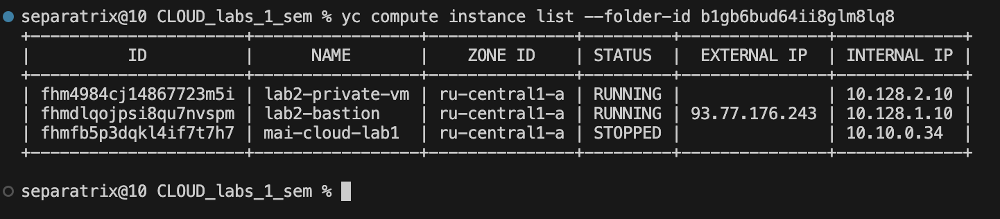 separatrix@10 CLOUD_labs_1_sem % yc compute instance list --folder-id b1gb6bud64ii8glm8lq8
+----------------------+------------------+---------------+---------+---------------+-------------+
|          ID          |       NAME       |    ZONE ID    | STATUS  |  EXTERNAL IP  | INTERNAL IP |
+----------------------+------------------+---------------+---------+---------------+-------------+
| fhm4984cj14867723m5i | lab2-private-vm | ru-central1-a | RUNNING |               | 10.128.2.10 |
| fhmdlqojpsi8qu7nvspm | lab2-bastion    | ru-central1-a | RUNNING | 93.77.176.243 | 10.128.1.10 |
| fhmfb5p3dqkl4if7t7h7 | mai-cloud-lab1  | ru-central1-a | STOPPED |               | 10.10.0.34  |
+----------------------+------------------+---------------+---------+---------------+-------------+
separatrix@10 CLOUD_labs_1_sem %